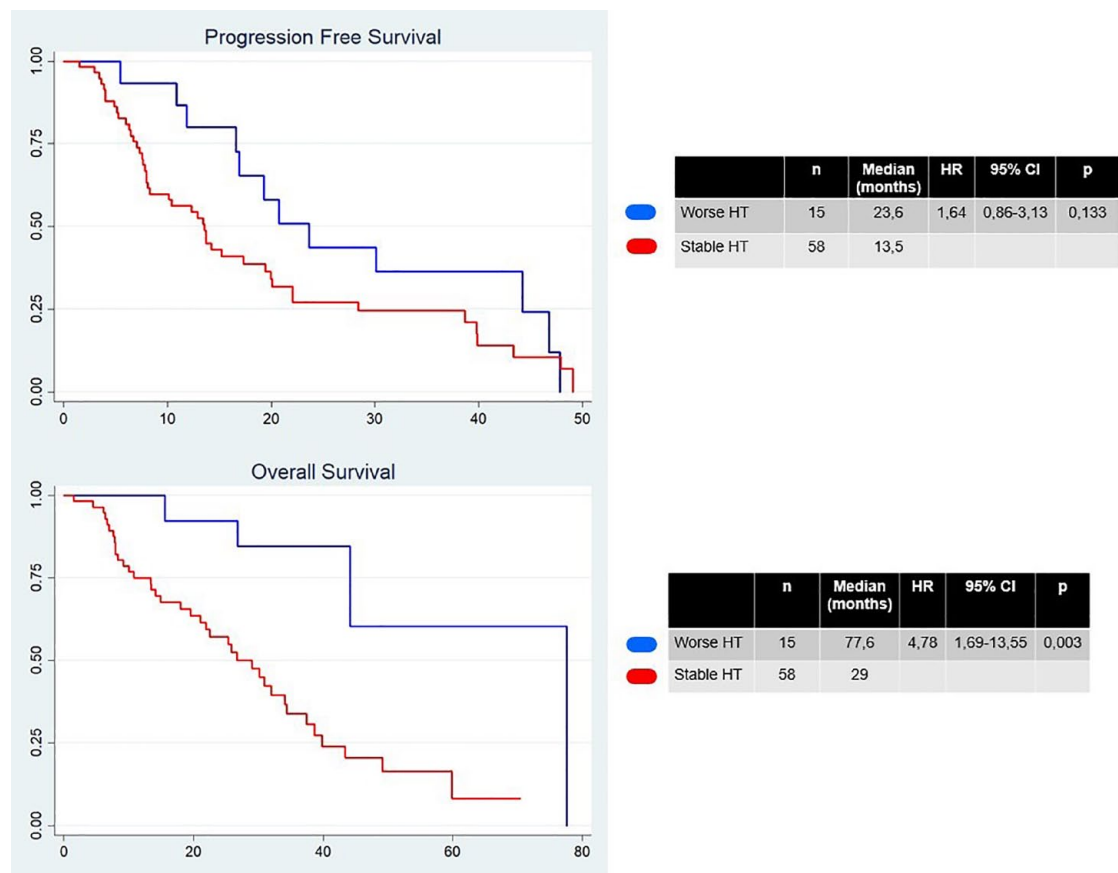 Progression Free Survival
1.00
0.75
0.50
0.25
0.00
0 10 20 30 40 50
n Median (months) HR 95% CI p
Worse HT 15 23,6 1,64 0,86-3,13 0,133
Stable HT 58 13,5
Overall Survival
1.00
0.75
0.50
0.25
0.00
0 20 40 60 80
n Median (months) HR 95% CI p
Worse HT 15 77,6 4,78 1,69-13,55 0,003
Stable HT 58 29